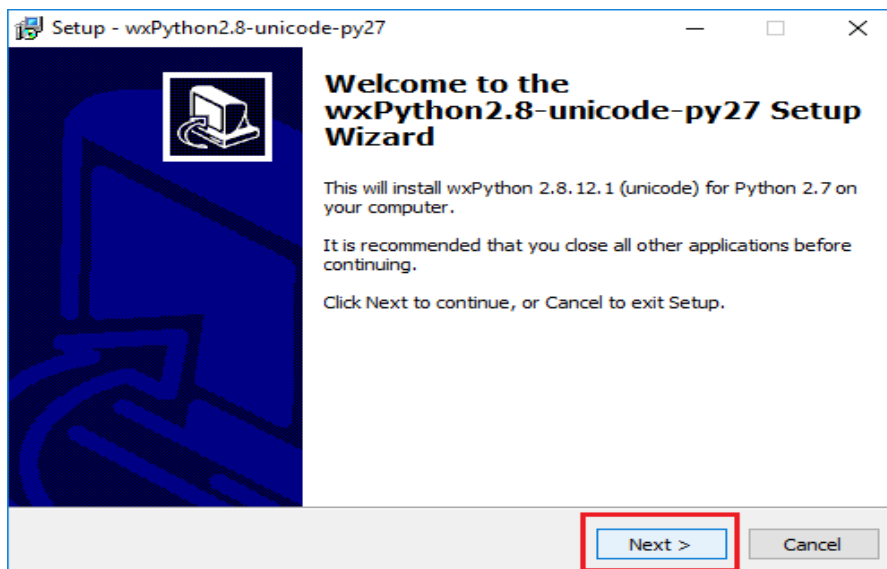 Setup - wxPython2.8-unicode-py27
Welcome to the
wxPython2.8-unicode-py27 Setup
Wizard
This will install wxPython 2.8.12.1 (unicode) for Python 2.7 on
your computer.
It is recommended that you close all other applications before
continuing.
Click Next to continue, or Cancel to exit Setup.
Next >
Cancel